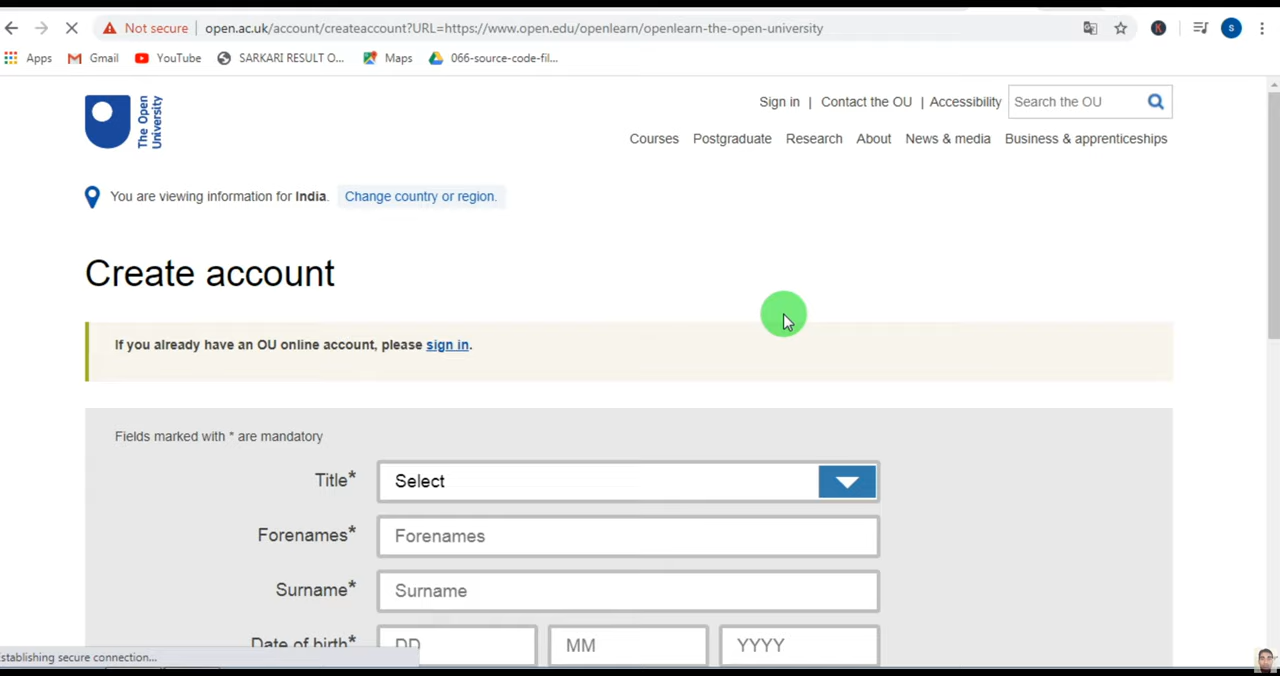 Not secure | open.ac.uk/account/createaccount?URL=https://www.open.edu/openlearn/openlearn-the-open-university
Apps Gmail YouTube SARKARI RESULT O... Maps 066-source-code-fil...
The Open University
Sign in | Contact the OU | Accessibility Search the OU
Courses Postgraduate Research About News & media Business & apprenticeships
You are viewing information for India. Change country or region.
Create account
If you already have an OU online account, please sign in.
Fields marked with * are mandatory
Title* Select
Forenames* Forenames
Surname* Surname
Date of birth* DD MM YYYY
stablishing secure connection...